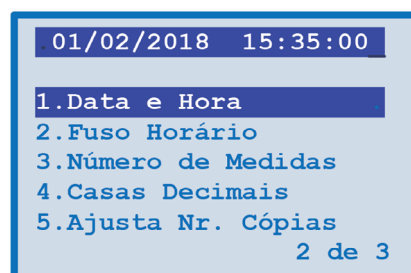 01/02/2018 15:35:00
1.Data e Hora
2.Fuso Horário
3.Número de Medidas
4.Casas Decimais
5.Ajusta Nr. Cópias
2 de 3